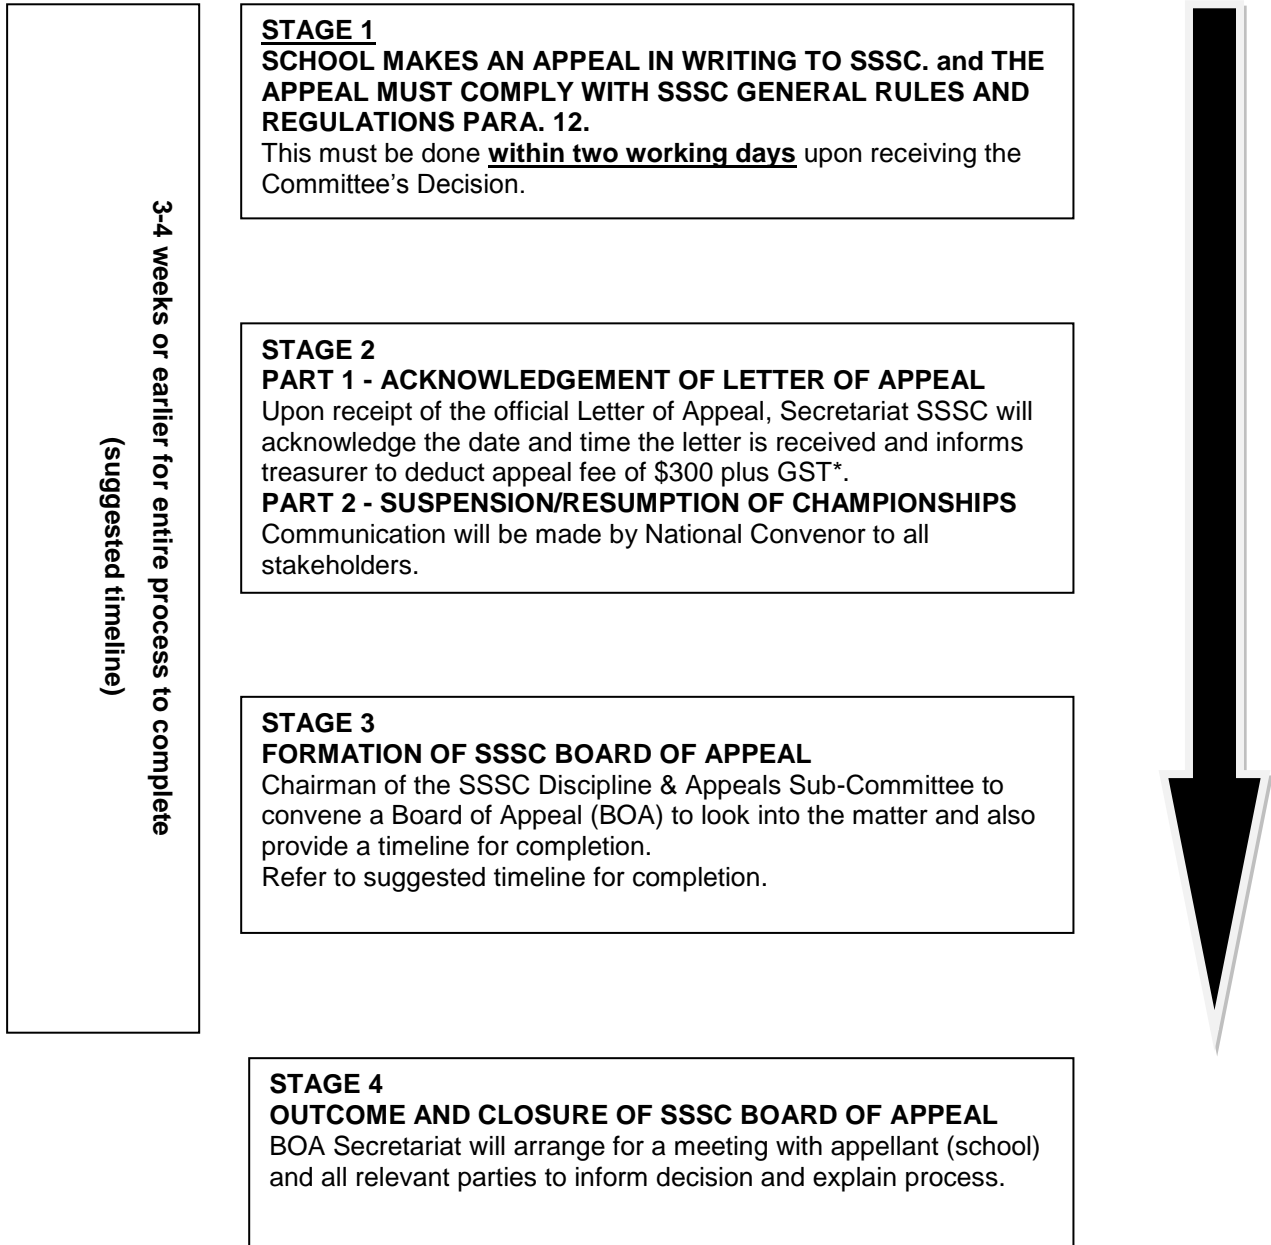 3-4 weeks or earlier for entire process to complete
(suggested timeline)
STAGE 1
SCHOOL MAKES AN APPEAL IN WRITING TO SSSC. and THE
APPEAL MUST COMPLY WITH SSSC GENERAL RULES AND
REGULATIONS PARA. 12.
This must be done within two working days upon receiving the
Committee’s Decision.
STAGE 2
PART 1 - ACKNOWLEDGEMENT OF LETTER OF APPEAL
Upon receipt of the official Letter of Appeal, Secretariat SSSC will
acknowledge the date and time the letter is received and informs
treasurer to deduct appeal fee of $300 plus GST*.
PART 2 - SUSPENSION/RESUMPTION OF CHAMPIONSHIPS
Communication will be made by National Convenor to all
stakeholders.
STAGE 3
FORMATION OF SSSC BOARD OF APPEAL
Chairman of the SSSC Discipline & Appeals Sub-Committee to
convene a Board of Appeal (BOA) to look into the matter and also
provide a timeline for completion.
Refer to suggested timeline for completion.
STAGE 4
OUTCOME AND CLOSURE OF SSSC BOARD OF APPEAL
BOA Secretariat will arrange for a meeting with appellant (school)
and all relevant parties to inform decision and explain process.